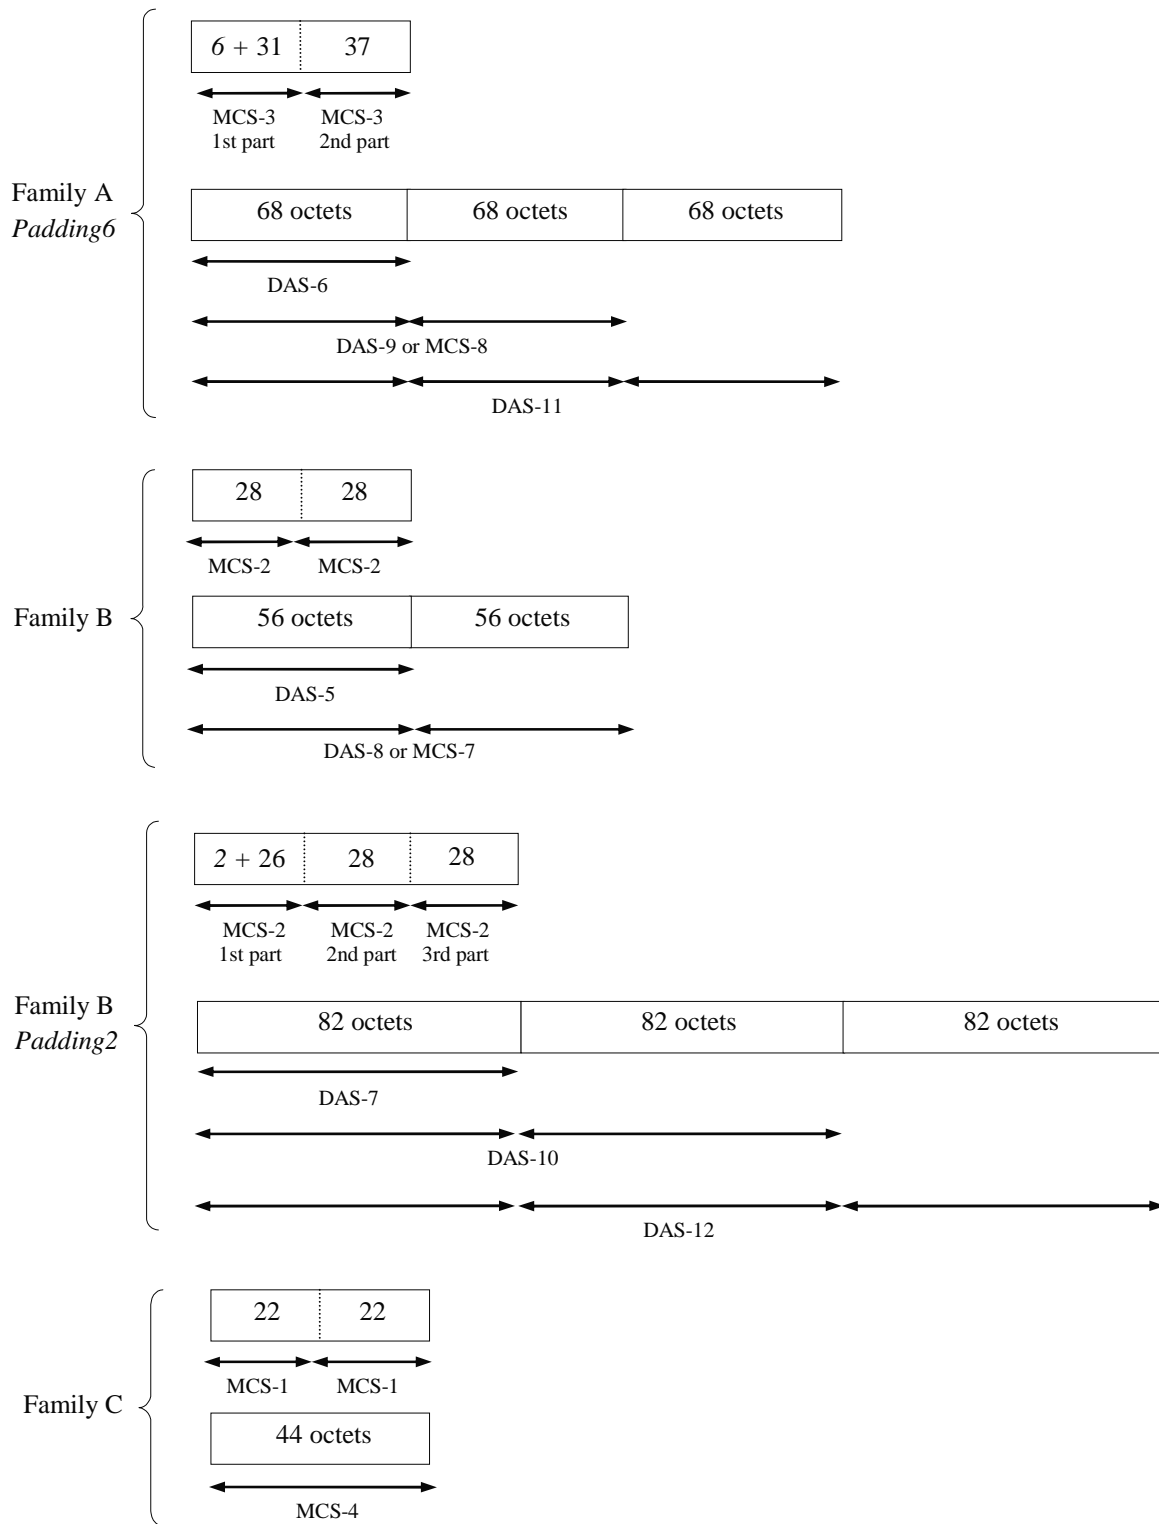 6 + 31 37
MCS-3 MCS-3
1st part 2nd part
Family A
Padding6
68 octets 68 octets 68 octets
DAS-6
DAS-9 or MCS-8
DAS-11
28 28
MCS-2 MCS-2
Family B
56 octets 56 octets
DAS-5
DAS-8 or MCS-7
2 + 26 28 28
MCS-2 MCS-2 MCS-2
1st part 2nd part 3rd part
Family B
Padding2
82 octets 82 octets 82 octets
DAS-7
DAS-10
DAS-12
22 22
MCS-1 MCS-1
Family C
44 octets
MCS-4